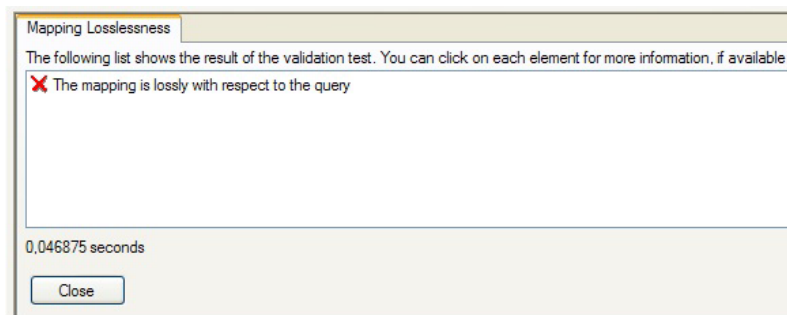 Mapping Losslessness
The following list shows the result of the validation test. You can click on each element for more information, if available
The mapping is lossly with respect to the query
0,046875 seconds
Close